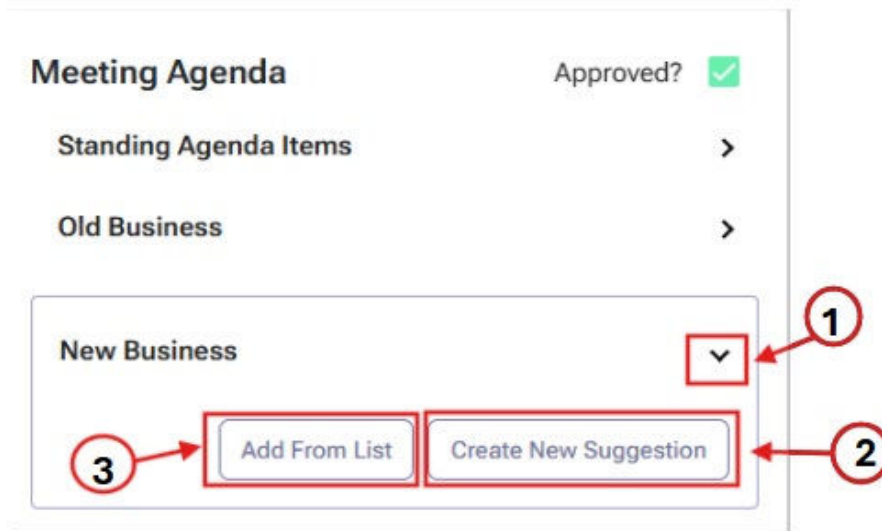 Meeting Agenda Approved?
Standing Agenda Items
Old Business
New Business
1
Add From List Create New Suggestion
3
2